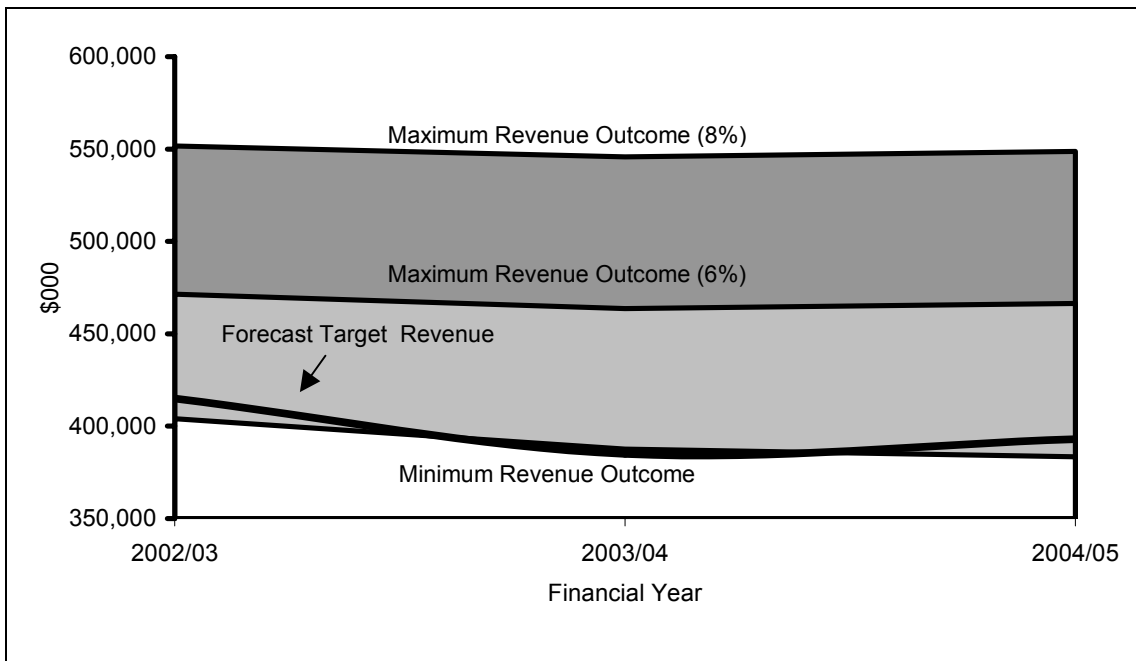 600,000
Maximum Revenue Outcome (8%)
550,000
500,000
Maximum Revenue Outcome (6%)
$000
450,000
Forecast Target Revenue
400,000
Minimum Revenue Outcome
350,000
2002/03 2003/04 2004/05
Financial Year